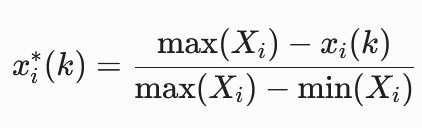 x_i^*(k) = \frac{\max(X_i) - x_i(k)}{\max(X_i) - \min(X_i)}